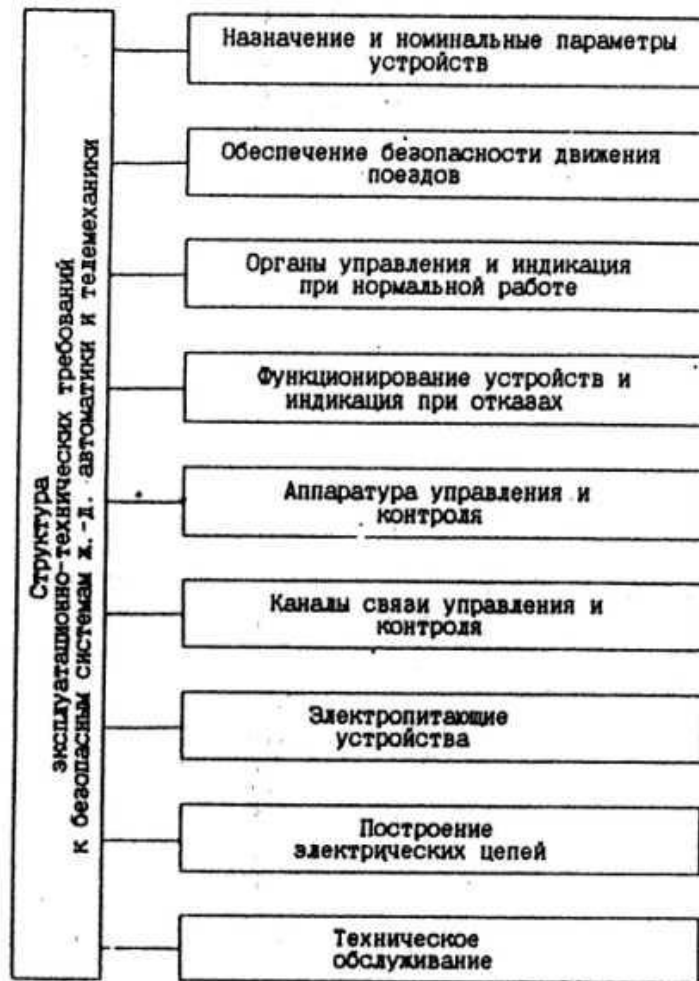 Структура
эксплуатационно-технических требований
к безопасным системам ж.-д. автоматики и телемеханики
Назначение и номинальные параметры
устройств
Обеспечение безопасности движения
поездов
Органы управления и индикация
при нормальной работе
Функционирование устройств и
индикация при отказах
Аппаратура управления и
контроля
Каналы связи управления и
контроля
Электропитающие
устройства
Построение
электрических цепей
Техническое
обслуживание